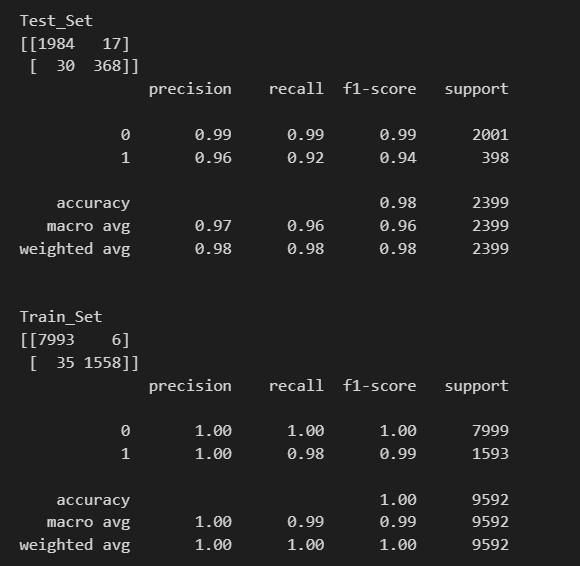 Test_Set
[[1984   17]
 [  30  368]]
              precision    recall  f1-score   support

           0       0.99      0.99      0.99      2001
           1       0.96      0.92      0.94       398

    accuracy                           0.98      2399
   macro avg       0.97      0.96      0.96      2399
weighted avg       0.98      0.98      0.98      2399

Train_Set
[[7993    6]
 [  35 1558]]
              precision    recall  f1-score   support

           0       1.00      1.00      1.00      7999
           1       1.00      0.98      0.99      1593

    accuracy                           1.00      9592
   macro avg       1.00      0.99      0.99      9592
weighted avg       1.00      1.00      1.00      9592